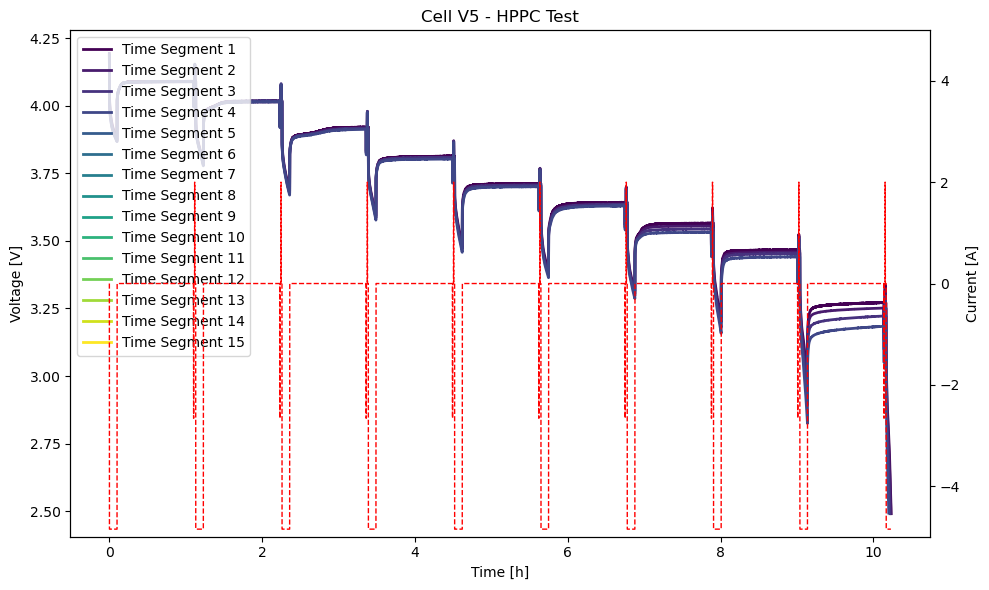 Cell V5 - HPPC Test
Time Segment 1
Time Segment 2
Time Segment 3
Time Segment 4
Time Segment 5
Time Segment 6
Time Segment 7
Time Segment 8
Time Segment 9
Time Segment 10
Time Segment 11
Time Segment 12
Time Segment 13
Time Segment 14
Time Segment 15
Voltage [V]
4.25
4.00
3.75
3.50
3.25
3.00
2.75
2.50
Current [A]
4
2
0
−2
−4
0
2
4
6
8
10
Time [h]